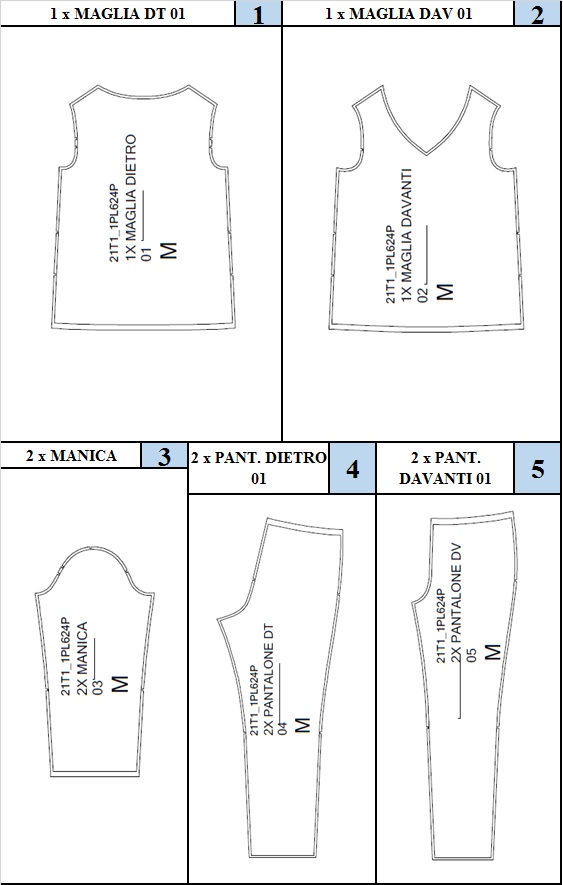 1 x MAGLIA DT 01
1
1 x MAGLIA DAV 01
2
21T1_1PL624P
1X MAGLIA DIETRO
01
M
21T1_1PL624P
1X MAGLIA DAVANTI
02
M
2 x MANICA
3
2 x PANT. DIETRO
01
4
2 x PANT.
DAVANTI 01
5
21T1_1PL624P
2X MANICA
03
M
21T1_1PL624P
2X PANTALONE DT
04
M
21T1_1PL624P
2X PANTALONE DV
05
M